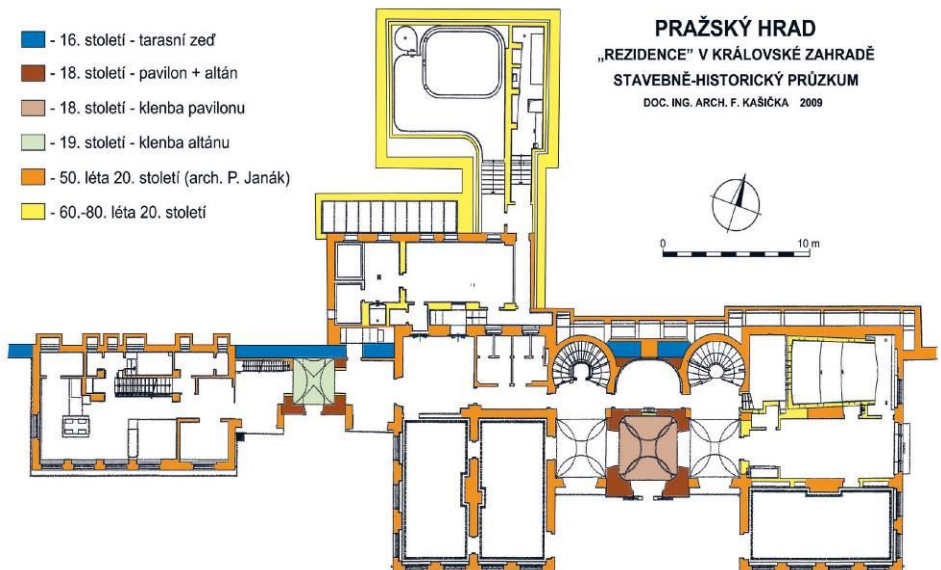 PRAŽSKÝ HRAD
„REZIDENCE” V KRÁLOVSKÉ ZAHRADĚ
STAVEBNĚ-HISTORICKÝ PRŮZKUM
DOC. ING. ARCH. F. KAŠIČKA 2009
- 16. století - tarasní zeď
- 18. století - pavilon + altán
- 18. století - klenba pavilonu
- 19. století - klenba altánu
- 50. léta 20. století (arch. P. Janák)
- 60.-80. léta 20. století
0 10 m